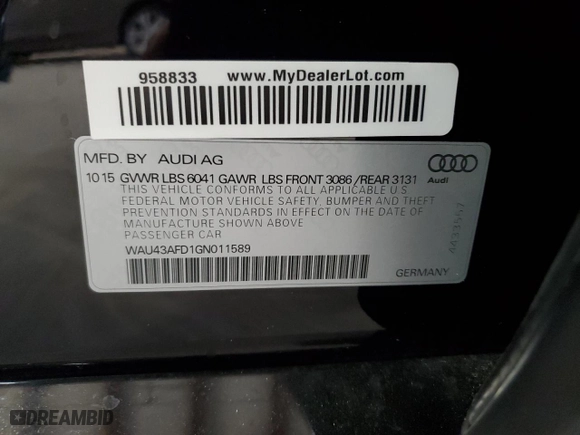 958833 www.MyDealerLot.com
MFD. BY AUDI AG
10 15 GVWR LBS 6041 GAWR LBS FRONT 3086 /REAR 3131
THIS VEHICLE CONFORMS TO ALL APPLICABLE U.S
FEDERAL MOTOR VEHICLE SAFETY, BUMPER AND THEFT
PREVENTION STANDARDS IN EFFECT ON THE DATE OF
MANUFACTURE SHOWN ABOVE
PASSENGER CAR
WAU43AFD1GN011589
Audi
4433557
GERMANY
DREAMBID